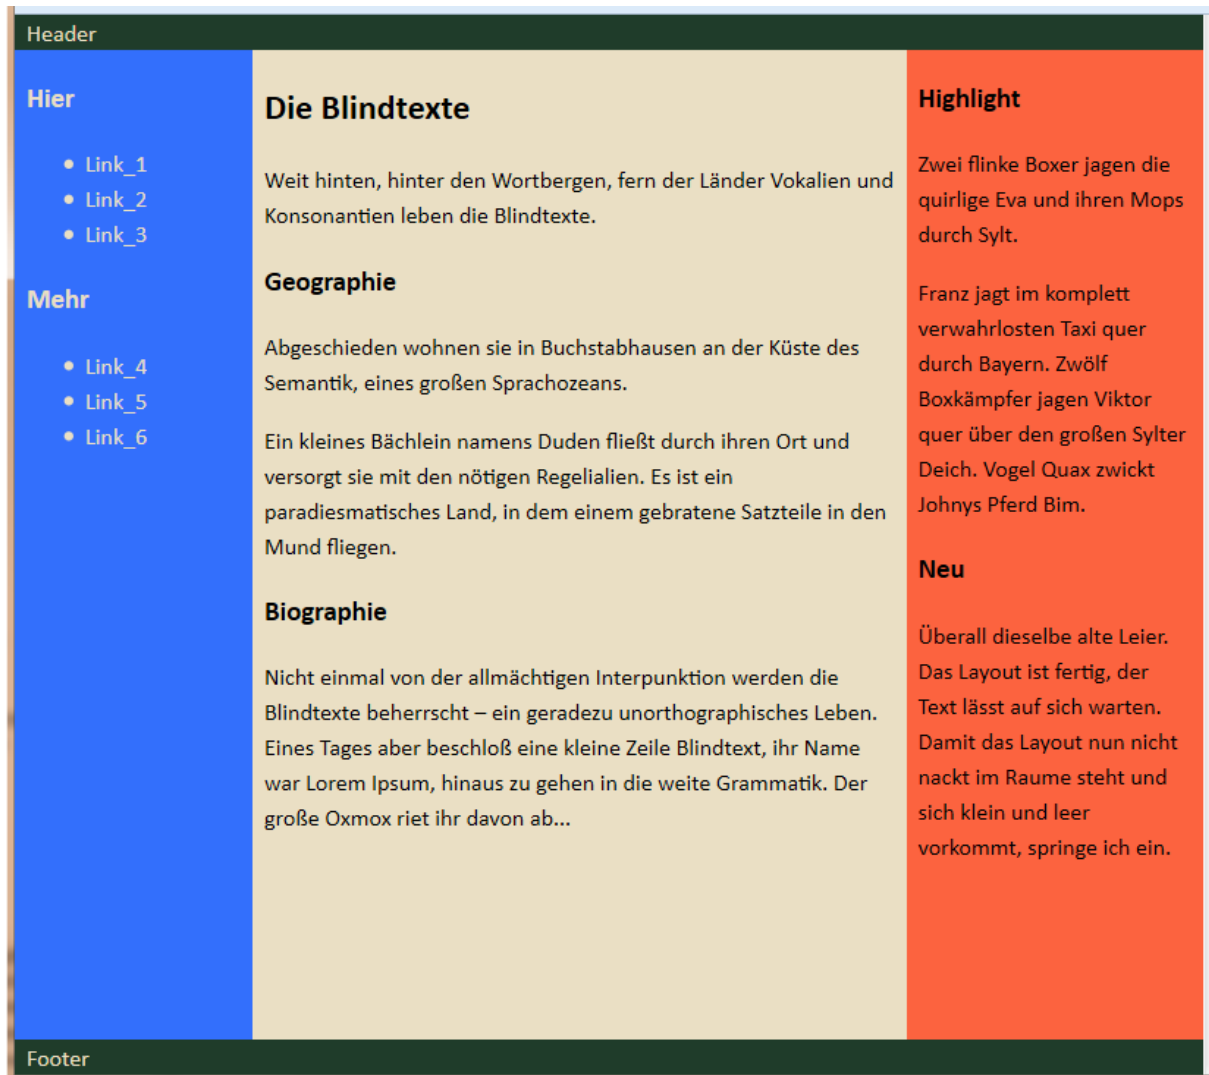 Header
Hier
Link_1
Link_2
Link_3
Mehr
Link_4
Link_5
Link_6
Die Blindtexte
Weit hinten, hinter den Wortbergen, fern der Länder Vokalien und
Konsonantien leben die Blindtexte.
Geographie
Abgeschieden wohnen sie in Buchstabhausen an der Küste des
Semantik, eines großen Sprachozeans.
Ein kleines Bächlein namens Duden fließt durch ihren Ort und
versorgt sie mit den nötigen Regelialien. Es ist ein
paradiesmatisches Land, in dem einem gebratene Satzteile in den
Mund fliegen.
Biographie
Nicht einmal von der allmächtigen Interpunktion werden die
Blindtexte beherrscht – ein geradezu unorthographisches Leben.
Eines Tages aber beschloß eine kleine Zeile Blindtext, ihr Name
war Lorem Ipsum, hinaus zu gehen in die weite Grammatik. Der
große Oxmox riet ihr davon ab...
Highlight
Zwei flinke Boxer jagen die
quirlige Eva und ihren Mops
durch Sylt.
Franz jagt im komplett
verwahrlosten Taxi quer
durch Bayern. Zwölf
Boxkämpfer jagen Viktor
quer über den großen Sylter
Deich. Vogel Quax zwickt
Johnys Pferd Bim.
Neu
Überall dieselbe alte Leier.
Das Layout ist fertig, der
Text lässt auf sich warten.
Damit das Layout nun nicht
nackt im Raume steht und
sich klein und leer
vorkommt, springe ich ein.
Footer